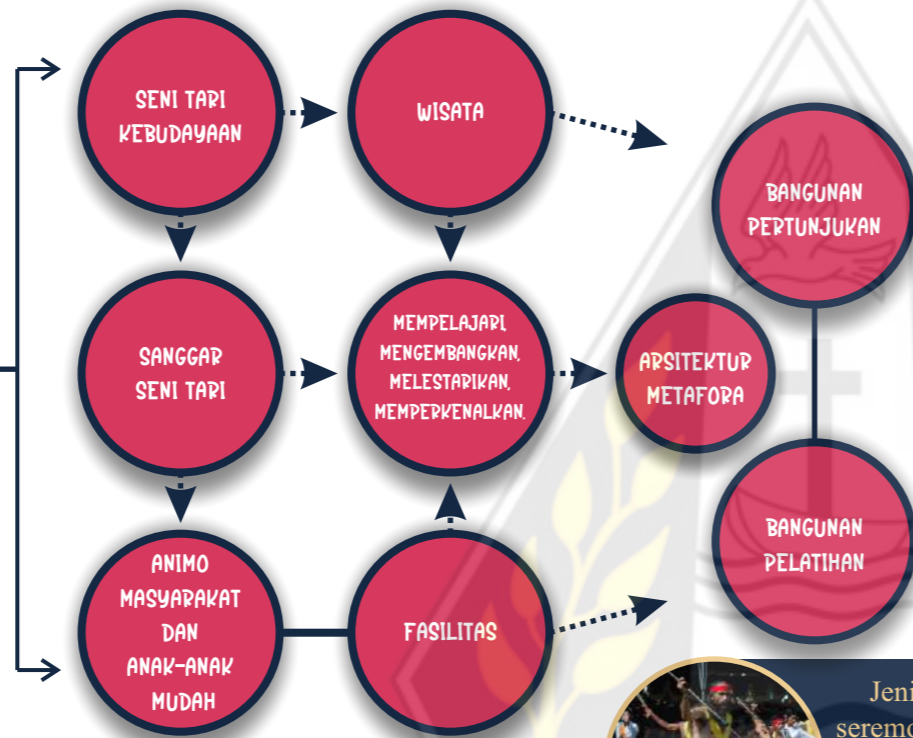 SENI TARI
KEBUDAYAAN
WISATA
BANGUNAN
PERTUNJUKAN
SANGGAR
SENI TARI
MEMPELAJARI,
MENGEMBANGKAN,
MELESTARIKAN,
MEMPERKENALKAN.
ARSITEKTUR
METAFORA
ANIMO
MASYARAKAT
DAN
ANAK-ANAK
MUDAH
FASILITAS
BANGUNAN
PELATIHAN